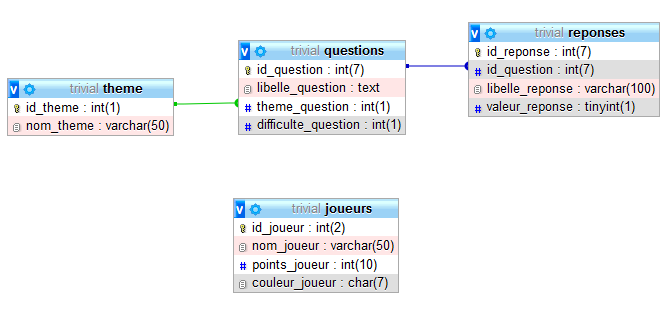 v trivial theme
id_theme : int(1)
nom_theme : varchar(50)
v trivial questions
id_question : int(7)
libelle_question : text
# theme_question : int(1)
# difficulte_question : int(1)
v trivial reponses
id_reponse : int(7)
# id_question : int(7)
libelle_reponse : varchar(100)
# valeur_reponse : tinyint(1)
v trivial joueurs
id_joueur : int(2)
nom_joueur : varchar(50)
# points_joueur : int(10)
couleur_joueur : char(7)